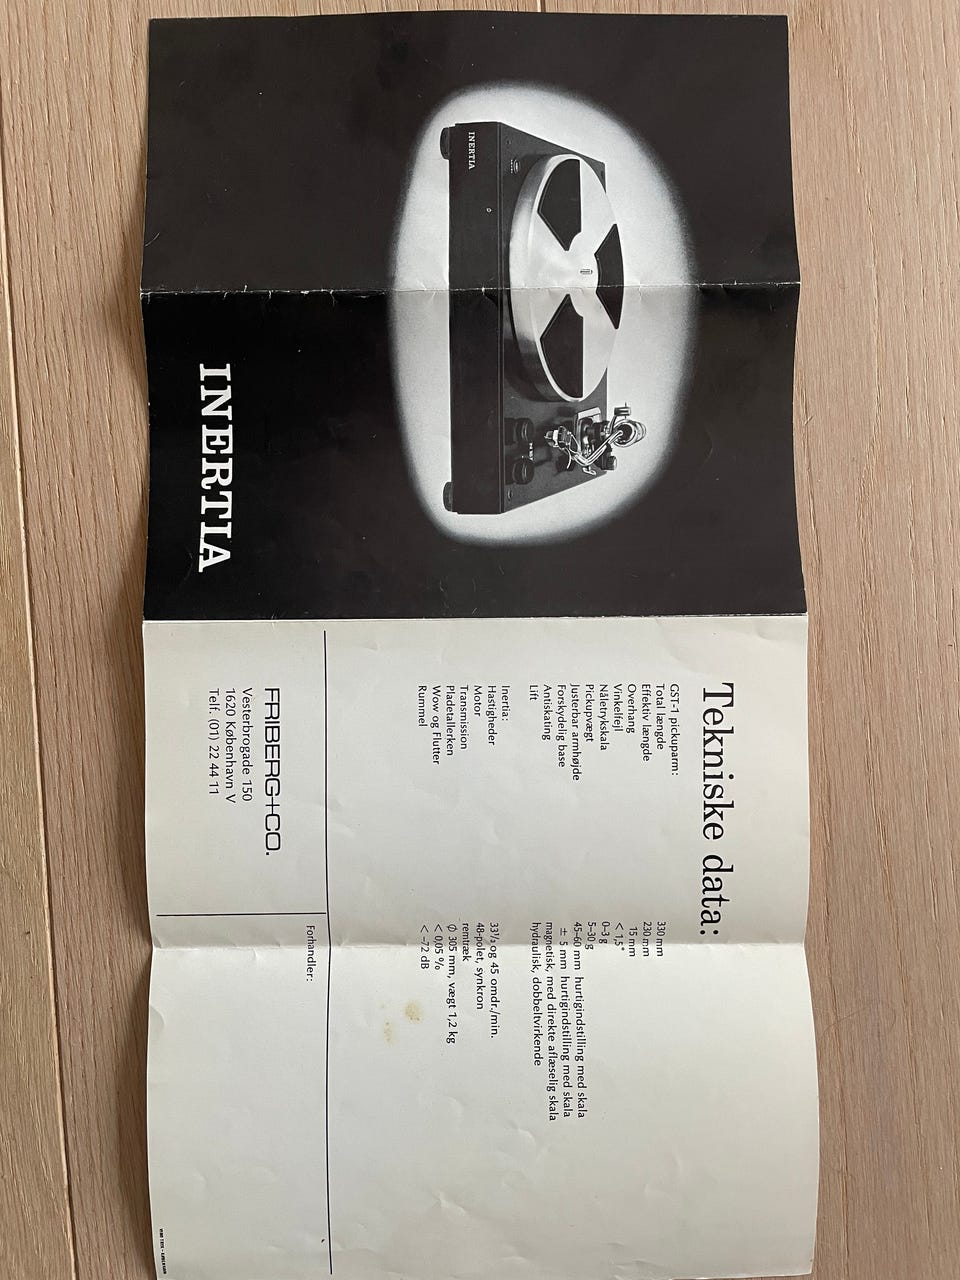 INERTIA
INERTIA
Tekniske data:
GST-1 pickuparm:
Total længde 330 mm
Effektiv længde 230 mm
Overhang 15 mm
Vinkelfejl < 1,5°
Nåletrykskala 0-3 g
Pickupvægt 5-30 g
Justerbar armhøjde 45-60 mm hurtigindstilling med skala
Forskydelig base ± 5 mm hurtigindstilling med skala
Antiskating magnetisk, med direkte aflæselig skala
Lift hydraulisk, dobbeltvirkende
Inertia:
Hastigheder 33¹/₃ og 45 omdr./min.
Motor 48-polet, synkron
Transmission remtræk
Pladetallerken Ø 305 mm, vægt 1,2 kg
Wow og Flutter < 0,05 %
Rummel < -72 dB
FRIBERG+CO.
Vesterbrogade 150
1620 København V
Telf. (01) 22 44 11
Forhandler: